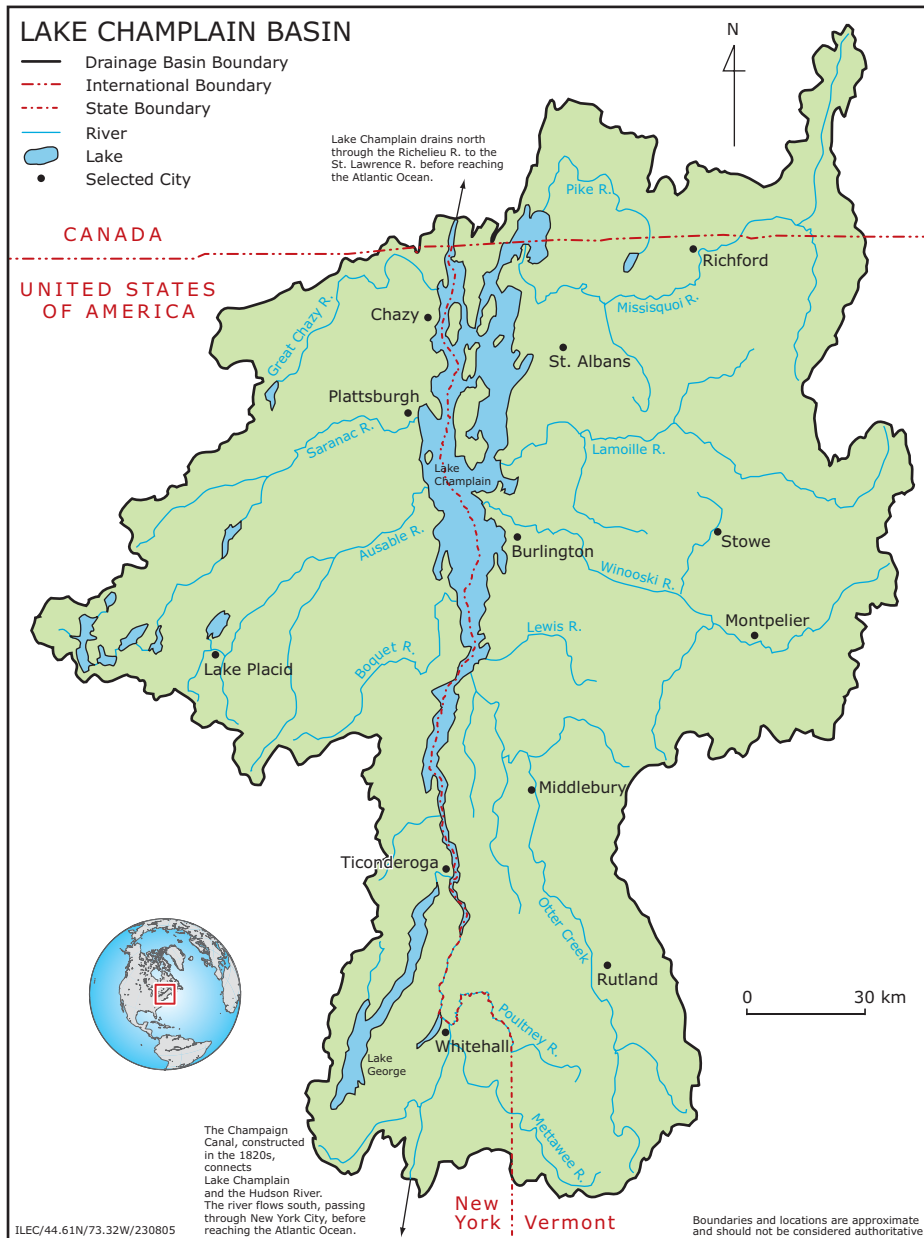 LAKE CHAMPLAIN BASIN
Drainage Basin Boundary
International Boundary
State Boundary
River
Lake
Selected City
N
Lake Champlain drains north
through the Richelieu R. to the
St. Lawrence R. before reaching
the Atlantic Ocean.
Pike R.
CANADA
Richford
UNITED STATES
OF AMERICA
Missisquoi R.
Great Chazy R.
Chazy
St. Albans
Plattsburgh
Saranac R.
Lamoille R.
Lake
Champlain
Ausable R.
Burlington
Stowe
Winooski R.
Montpelier
Lewis R.
Boquet R.
Lake Placid
Middlebury
Ticonderoga
Otter Creek
Rutland
0 30 km
Poultney R.
Whitehall
Lake
George
Mettawee R.
The Champaign
Canal, constructed
in the 1820s,
connects
Lake Champlain
and the Hudson River.
The river flows south, passing
through New York City, before
reaching the Atlantic Ocean.
New
York
Vermont
ILEC/44.61N/73.32W/230805
Boundaries and locations are approximate
and should not be considered authoritative